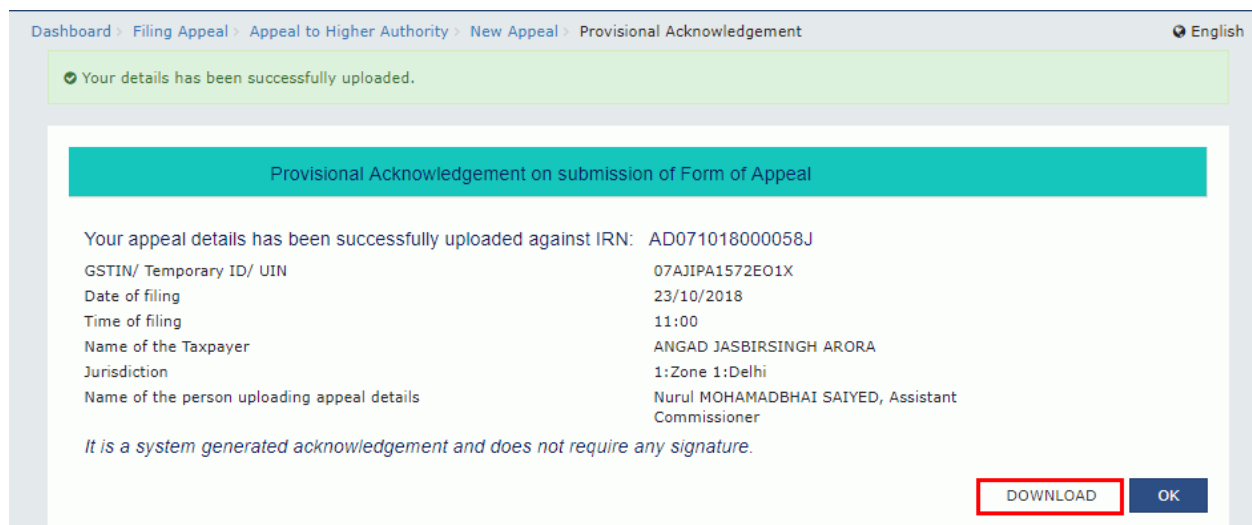 Dashboard > Filing Appeal > Appeal to Higher Authority > New Appeal > Provisional Acknowledgement English
Your details has been successfully uploaded.
Provisional Acknowledgement on submission of Form of Appeal
Your appeal details has been successfully uploaded against IRN: AD071018000058J
GSTIN/ Temporary ID/ UIN 07AJIPA1572EO1X
Date of filing 23/10/2018
Time of filing 11:00
Name of the Taxpayer ANGAD JASBIRSINGH ARORA
Jurisdiction 1:Zone 1:Delhi
Name of the person uploading appeal details Nurul MOHAMADBHAI SAIYED, Assistant
Commissioner
It is a system generated acknowledgement and does not require any signature.
DOWNLOAD OK